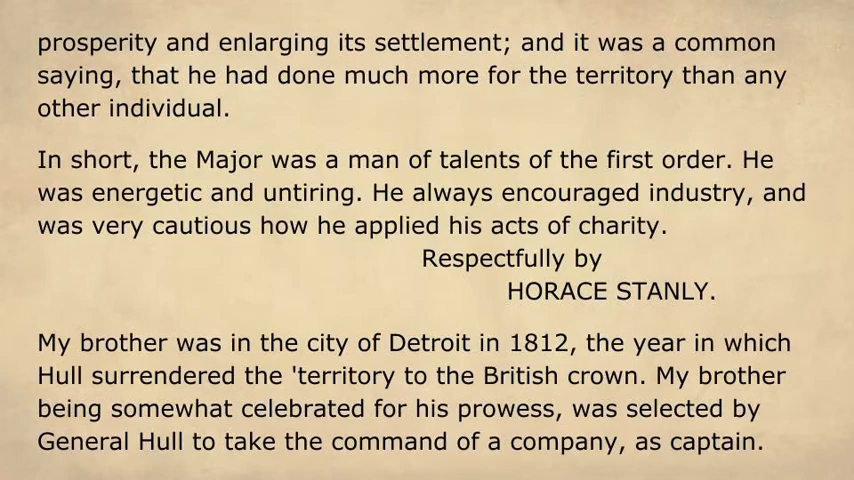 prosperity and enlarging its settlement; and it was a common
saying, that he had done much more for the territory than any
other individual.
In short, the Major was a man of talents of the first order. He
was energetic and untiring. He always encouraged industry, and
was very cautious how he applied his acts of charity.
Respectfully by
HORACE STANLY.
My brother was in the city of Detroit in 1812, the year in which
Hull surrendered the 'territory to the British crown. My brother
being somewhat celebrated for his prowess, was selected by
General Hull to take the command of a company, as captain.